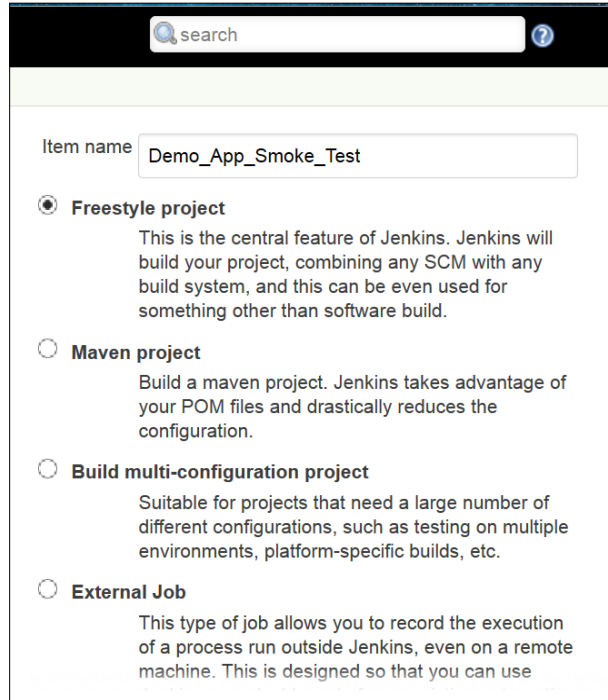 search
Item name
Demo_App_Smoke_Test
Freestyle project
This is the central feature of Jenkins. Jenkins will
build your project, combining any SCM with any
build system, and this can be even used for
something other than software build.
Maven project
Build a maven project. Jenkins takes advantage of
your POM files and drastically reduces the
configuration.
Build multi-configuration project
Suitable for projects that need a large number of
different configurations, such as testing on multiple
environments, platform-specific builds, etc.
External Job
This type of job allows you to record the execution
of a process run outside Jenkins, even on a remote
machine. This is designed so that you can use